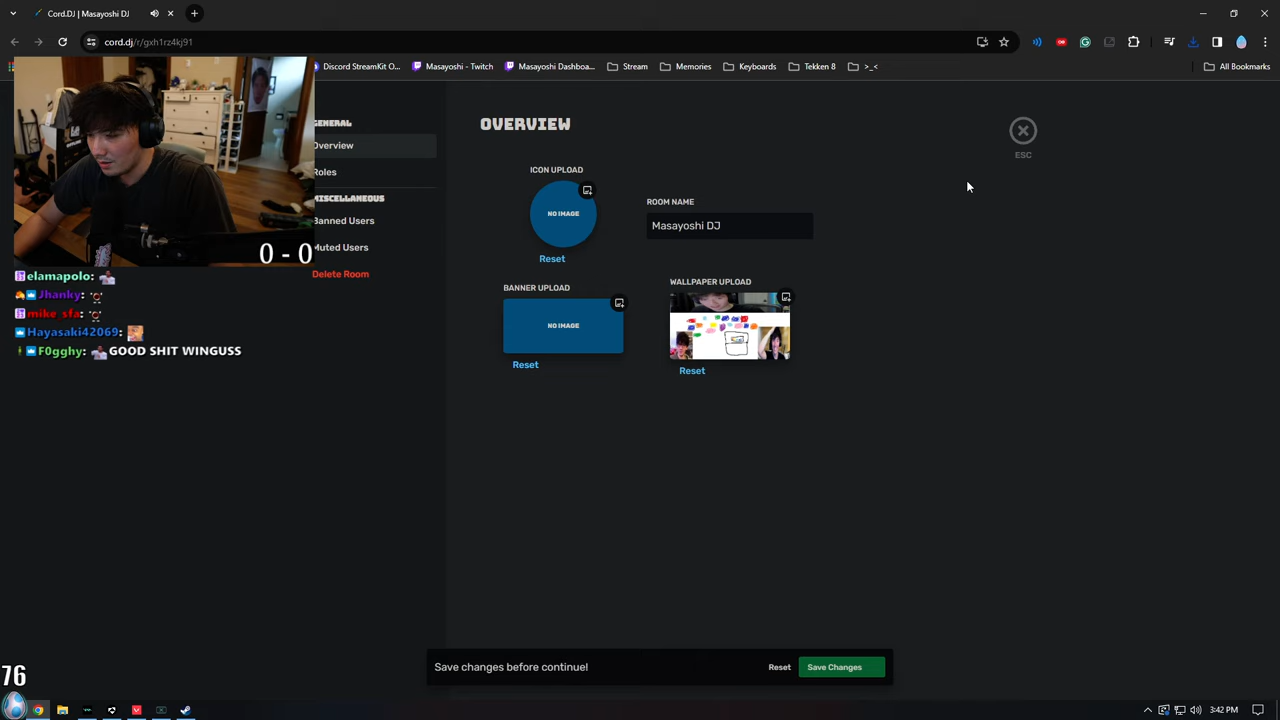 Cord.DJ | Masayoshi DJ
cord.dj/r/gxh1rz4kj91
Discord StreamKit O...
Masayoshi - Twitch
Masayoshi Dashboa...
Stream
Memories
Keyboards
Tekken 8
>_<
All Bookmarks
GENERAL
Overview
Roles
MISCELLANEOUS
Banned Users
Muted Users
Delete Room
0 - 0
elamapolo:
Jhanky:
mike_sfa:
Hayasaki42069:
F0gghy: GOOD SHIT WINGUSS
OVERVIEW
ESC
ICON UPLOAD
NO IMAGE
Reset
ROOM NAME
Masayoshi DJ
BANNER UPLOAD
NO IMAGE
Reset
WALLPAPER UPLOAD
Reset
Save changes before continue!
Reset
Save Changes
76
3:42 PM